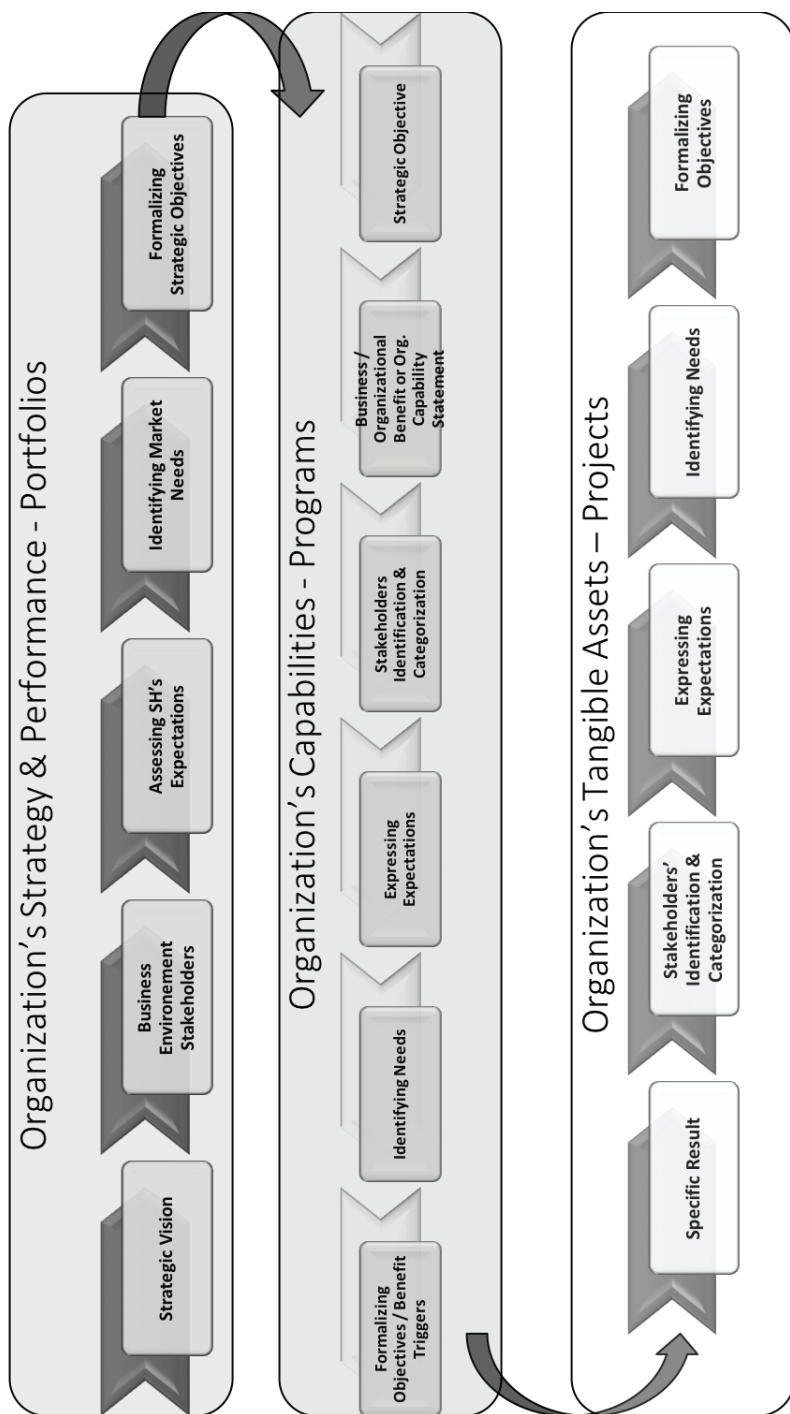 Organization's Strategy & Performance - Portfolios
Strategic Vision
Business
Environement
Stakeholders
Assessing SH's
Expectations
Identifying Market
Needs
Formalizing
Strategic Objectives
Organization's Capabilities - Programs
Formalizing
Objectives / Benefit
Triggers
Identifying Needs
Expressing
Expectations
Stakeholders
Identification &
Categorization
Business /
Organizational
Benefit or Org.
Capability
Statement
Strategic Objective
Organization's Tangible Assets – Projects
Specific Result
Stakeholders'
Identification &
Categorization
Expressing
Expectations
Identifying Needs
Formalizing
Objectives